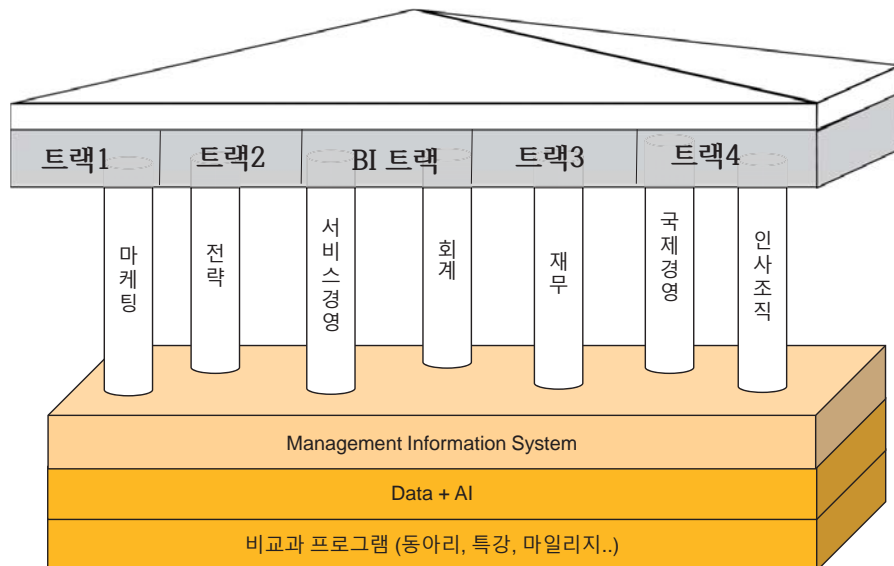 트랙1
트랙2
BI 트랙
트랙3
트랙4
마케팅
전략
서비스경영
회계
재무
국제경영
인사조직
Management Information System
Data + AI
비교과 프로그램 (동아리, 특강, 마일리지..)